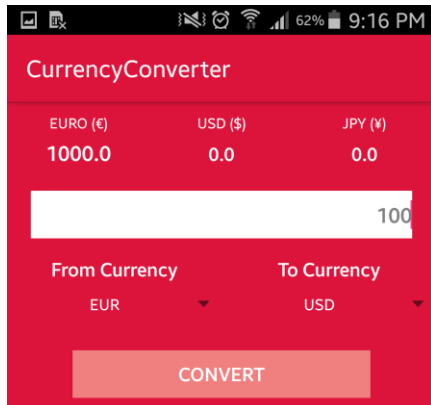 62% 9:16 PM
CurrencyConverter
EURO (€) USD ($) JPY (¥)
1000.0 0.0 0.0
100
From Currency To Currency
EUR USD
CONVERT